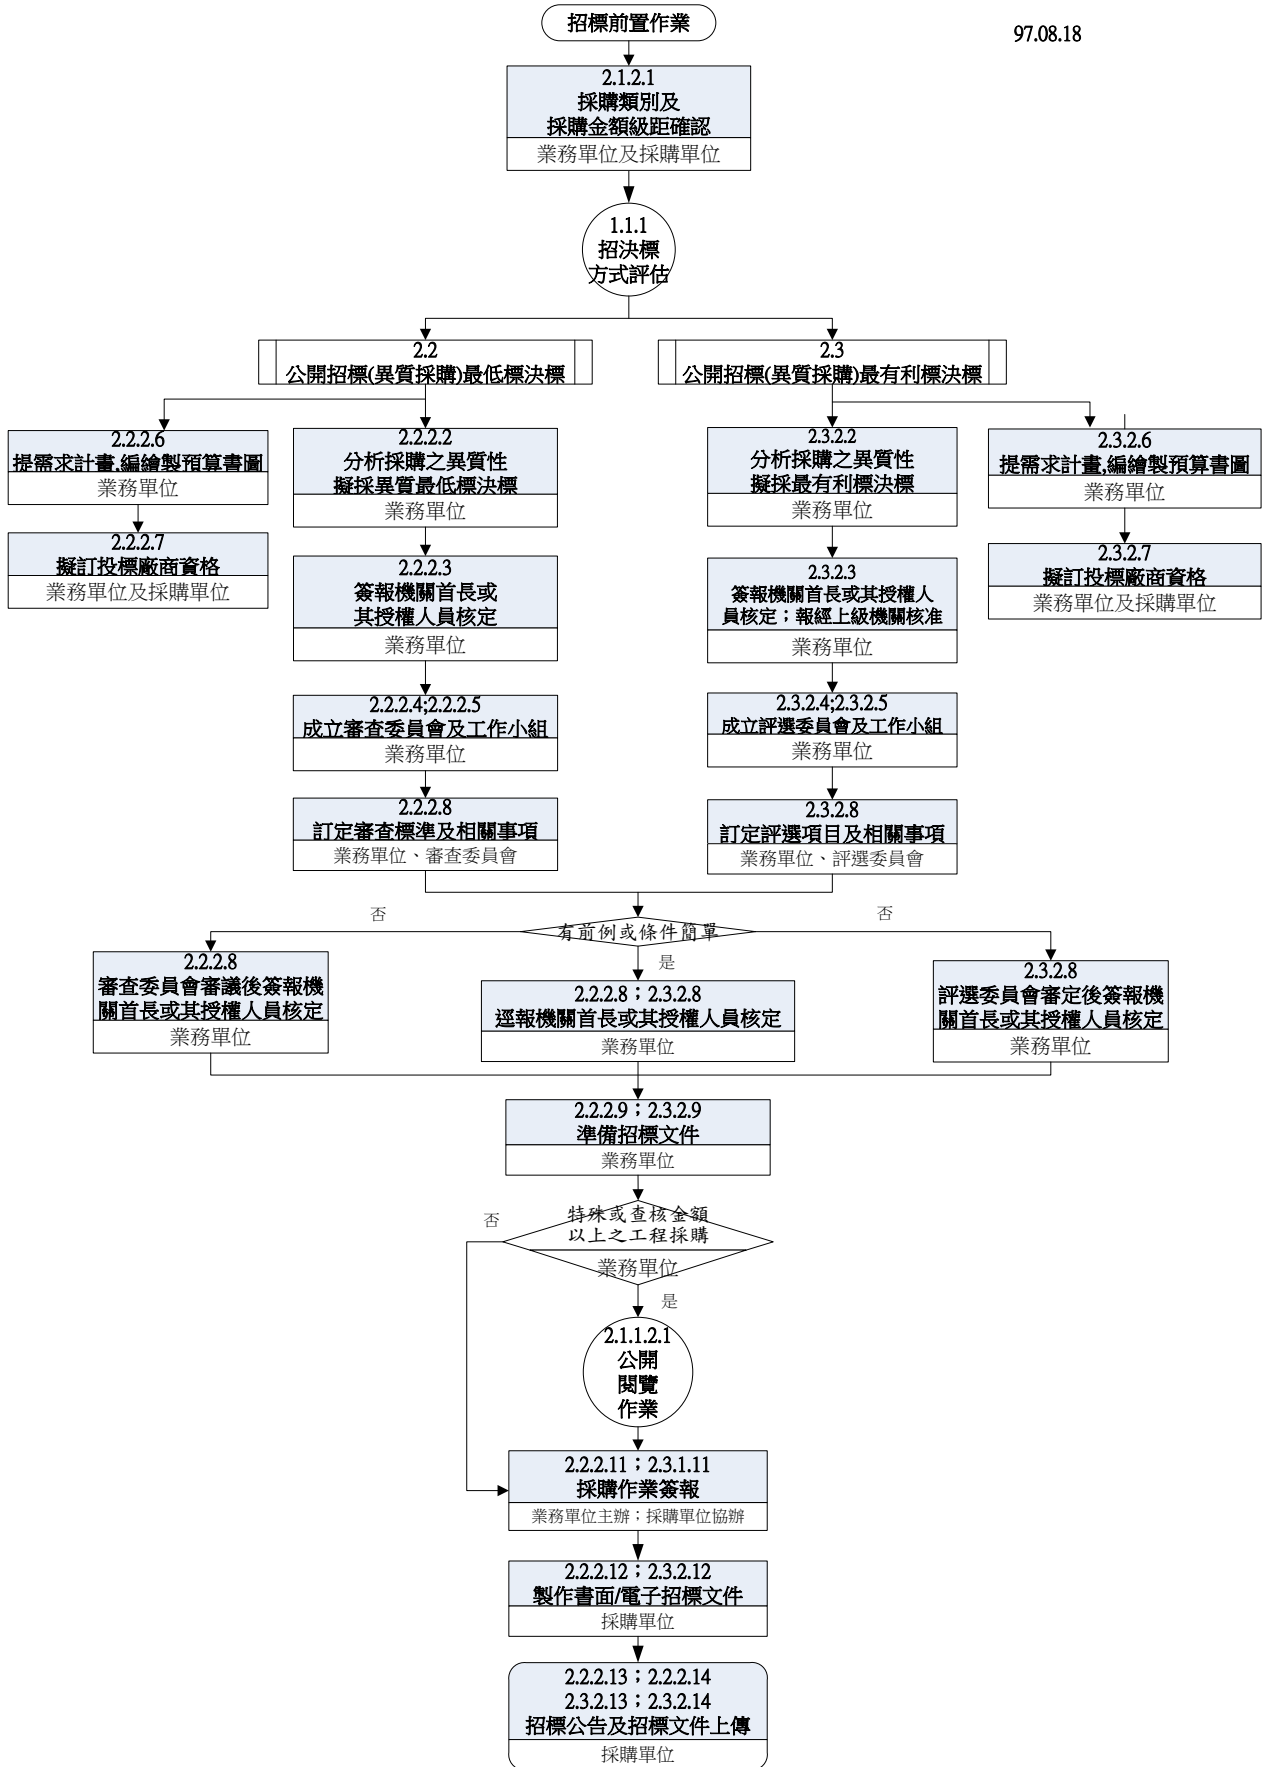 招標前置作業
97.08.18
2.1.2.1
採購類別及
採購金額級距確認
業務單位及採購單位
1.1.1
招決標
方式評估
2.2
公開招標(異質採購)最低標決標
2.3
公開招標(異質採購)最有利標決標
2.2.2.6
提需求計畫,編繪製預算書圖
業務單位
2.2.2.7
擬訂投標廠商資格
業務單位及採購單位
2.2.2.2
分析採購之異質性
擬採異質最低標決標
業務單位
2.2.2.3
簽報機關首長或
其授權人員核定
業務單位
2.2.2.4;2.2.2.5
成立審查委員會及工作小組
業務單位
2.2.2.8
訂定審查標準及相關事項
業務單位、審查委員會
2.3.2.2
分析採購之異質性
擬採最有利標決標
業務單位
2.3.2.3
簽報機關首長或其授權人
員核定；報經上級機關核准
業務單位
2.3.2.4;2.3.2.5
成立評選委員會及工作小組
業務單位
2.3.2.8
訂定評選項目及相關事項
業務單位、評選委員會
2.3.2.6
提需求計畫,編繪製預算書圖
業務單位
2.3.2.7
擬訂投標廠商資格
業務單位及採購單位
否
有前例或條件簡單
否
是
2.2.2.8
審查委員會審議後簽報機
關首長或其授權人員核定
業務單位
2.2.2.8；2.3.2.8
逕報機關首長或其授權人員核定
業務單位
2.3.2.8
評選委員會審定後簽報機
關首長或其授權人員核定
業務單位
2.2.2.9；2.3.2.9
準備招標文件
業務單位
否
特殊或查核金額
以上之工程採購
業務單位
是
2.1.1.2.1
公開
閱覽
作業
2.2.2.11；2.3.1.11
採購作業簽報
業務單位主辦；採購單位協辦
2.2.2.12；2.3.2.12
製作書面/電子招標文件
採購單位
2.2.2.13；2.2.2.14
2.3.2.13；2.3.2.14
招標公告及招標文件上傳
採購單位